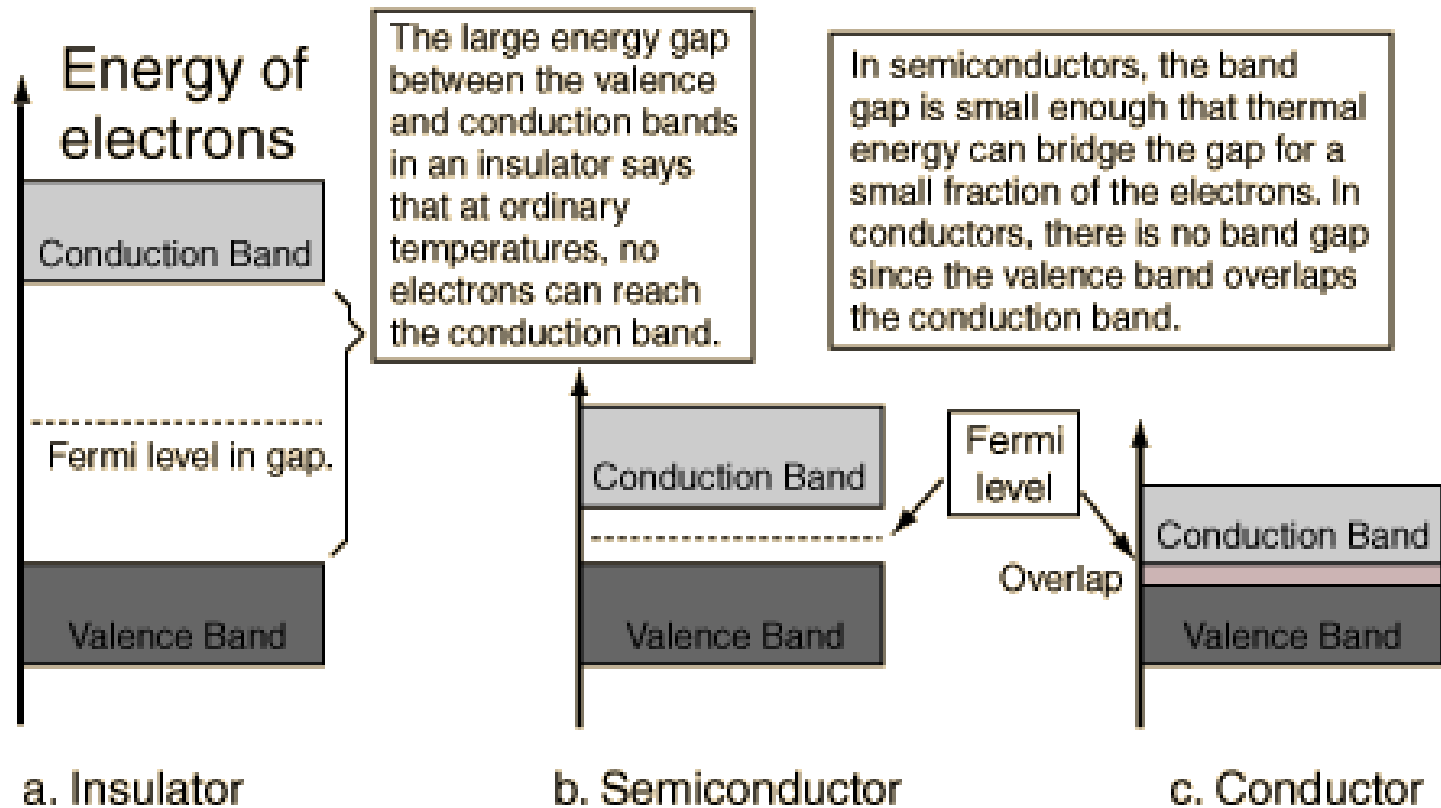 Energy of
electrons
The large energy gap
between the valence
and conduction bands
in an insulator says
that at ordinary
temperatures, no
electrons can reach
the conduction band.
In semiconductors, the band
gap is small enough that thermal
energy can bridge the gap for a
small fraction of the electrons. In
conductors, there is no band gap
since the valence band overlaps
the conduction band.
Conduction Band
Fermi level in gap.
Valence Band
Conduction Band
Valence Band
Fermi
level
Overlap
Conduction Band
Valence Band
a. Insulator
b. Semiconductor
c. Conductor